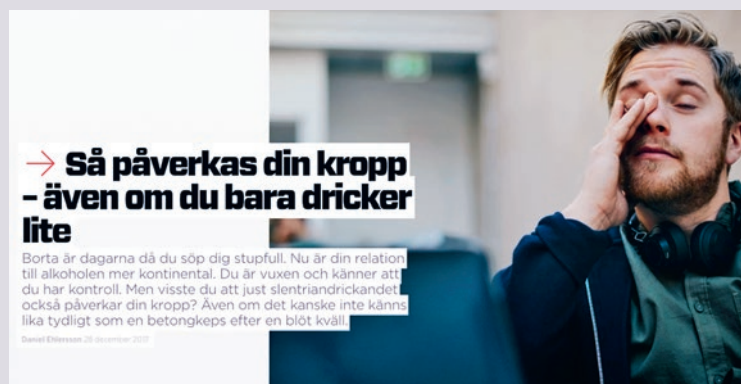 → Så påverkas din kropp
– även om du bara dricker
lite
Borta är dagarna då du söp dig stupfull. Nu är din relation
till alkoholen mer kontinental. Du är vuxen och känner att
du har kontroll. Men visste du att just slentriandrickandet
också påverkar din kropp? Även om det kanske inte känns
lika tydligt som en betongkeps efter en blöt kväll.
Daniel Ehlersson 28 december 2017